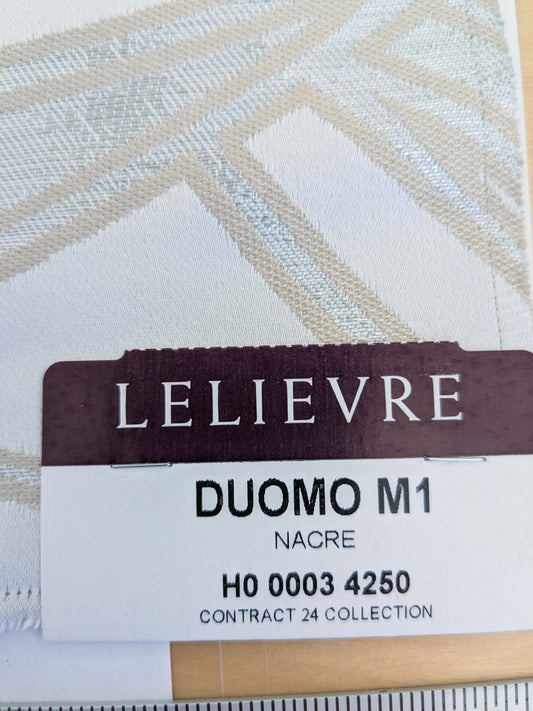 LELIEVRE
DUOMO M1
NACRE
H0 0003 4250
CONTRACT 24 COLLECTION